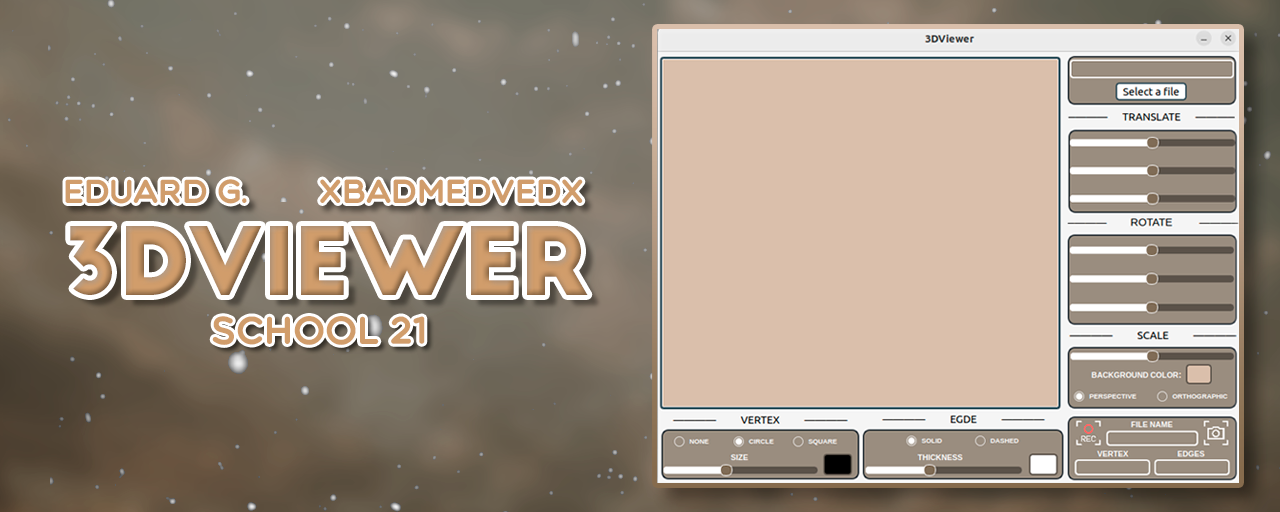 EDUARD G. XBADMEDVEDX
3DVIEWER
SCHOOL 21
3DViewer
Select a file
TRANSLATE
ROTATE
SCALE
BACKGROUND COLOR:
PERSPECTIVE ORTHOGRAPHIC
VERTEX
NONE CIRCLE SQUARE
SIZE
EGDE
SOLID DASHED
THICKNESS
REC
FILE NAME
VERTEX EDGES